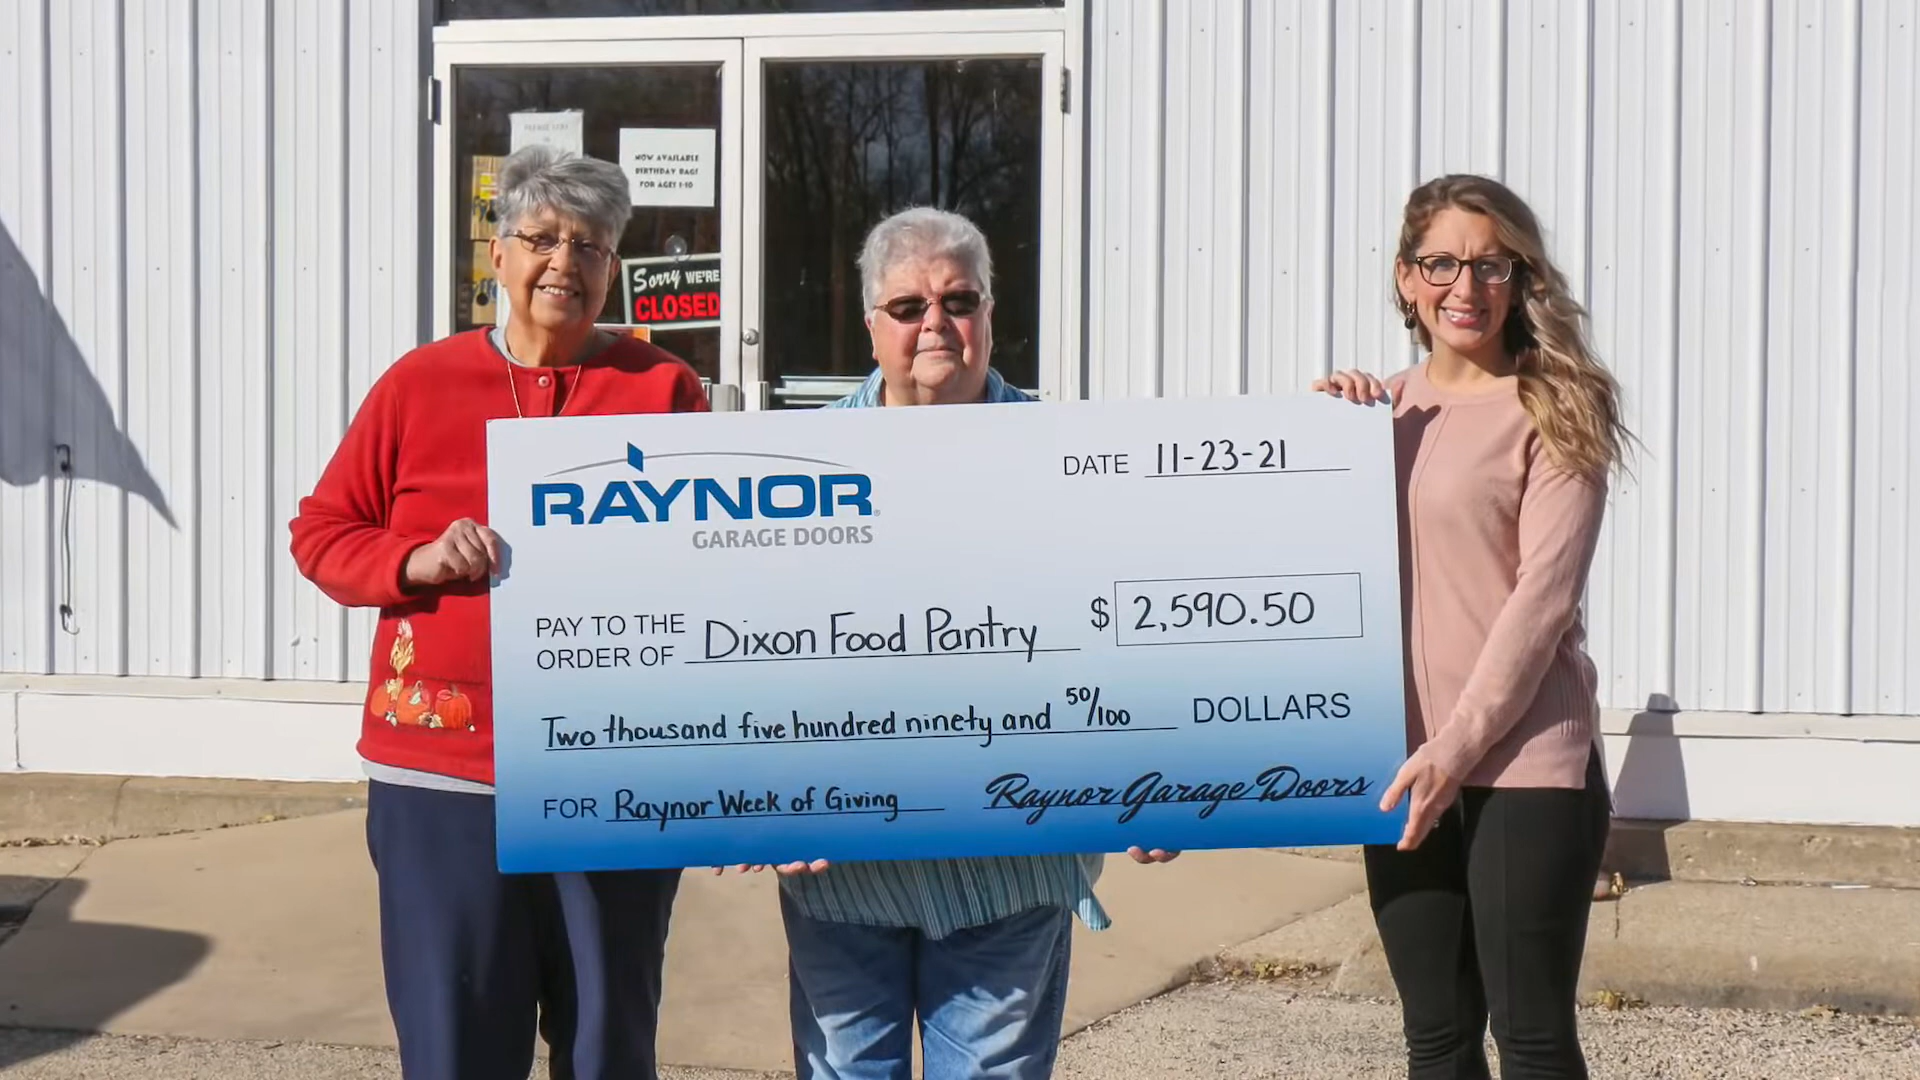 NOW AVAILABLE
BIRTHDAY BAGS
FOR AGES 1-10
Sorry WE'RE
CLOSED
RAYNOR
GARAGE DOORS
DATE 11-23-21
PAY TO THE
ORDER OF Dixon Food Pantry $ 2,590.50
Two thousand five hundred ninety and 50/100 DOLLARS
FOR Raynor Week of Giving Raynor Garage Doors